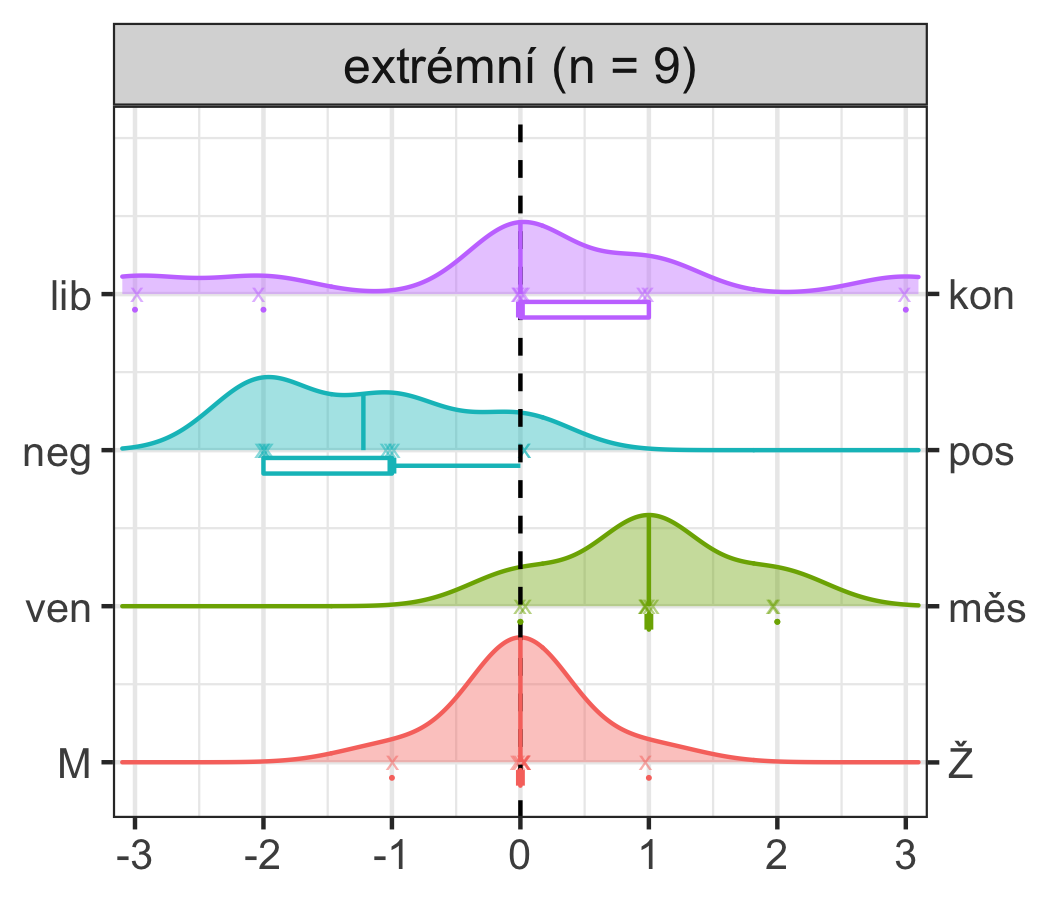 extrémní (n = 9)
lib kon
neg pos
ven měs
M Ž
-3 -2 -1 0 1 2 3